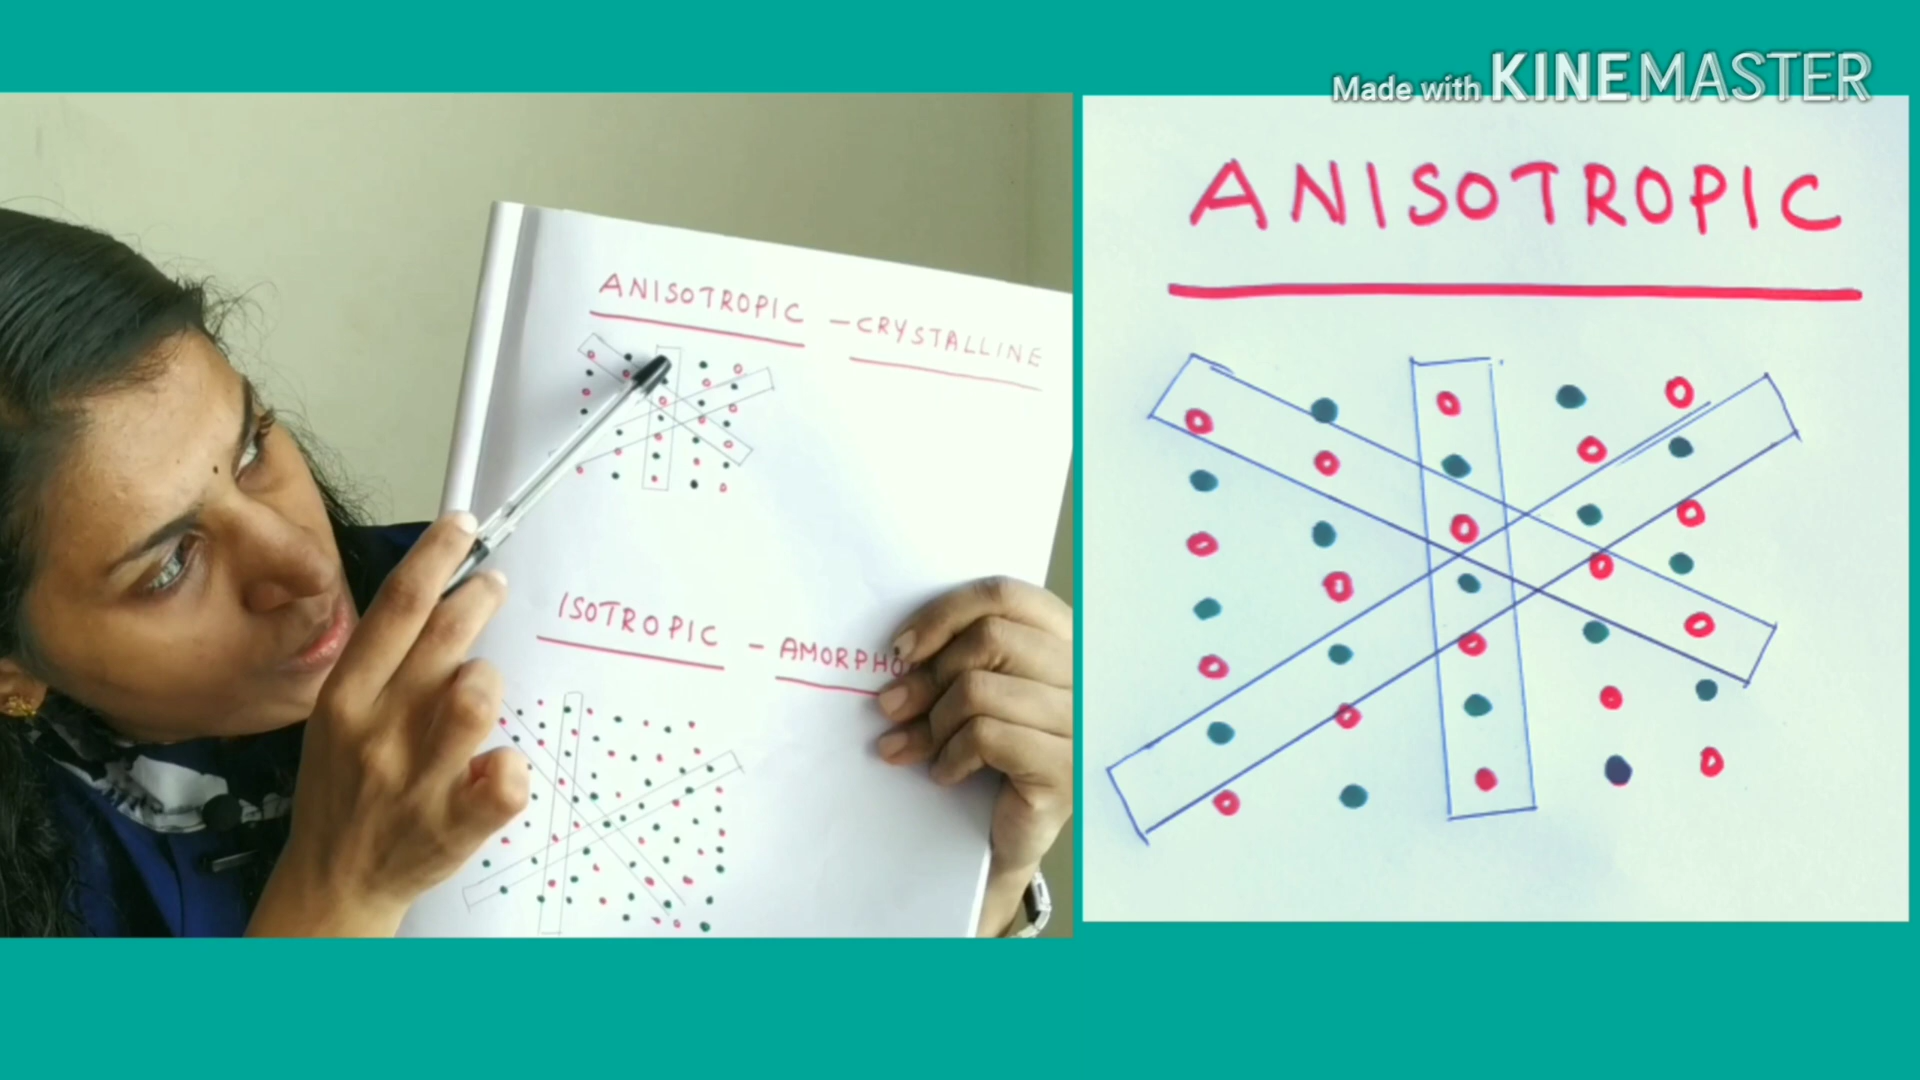 Made with KINEMASTER
ANISOTROPIC
ANISOTROPIC - CRYSTALLINE
ISOTROPIC - AMORPHO